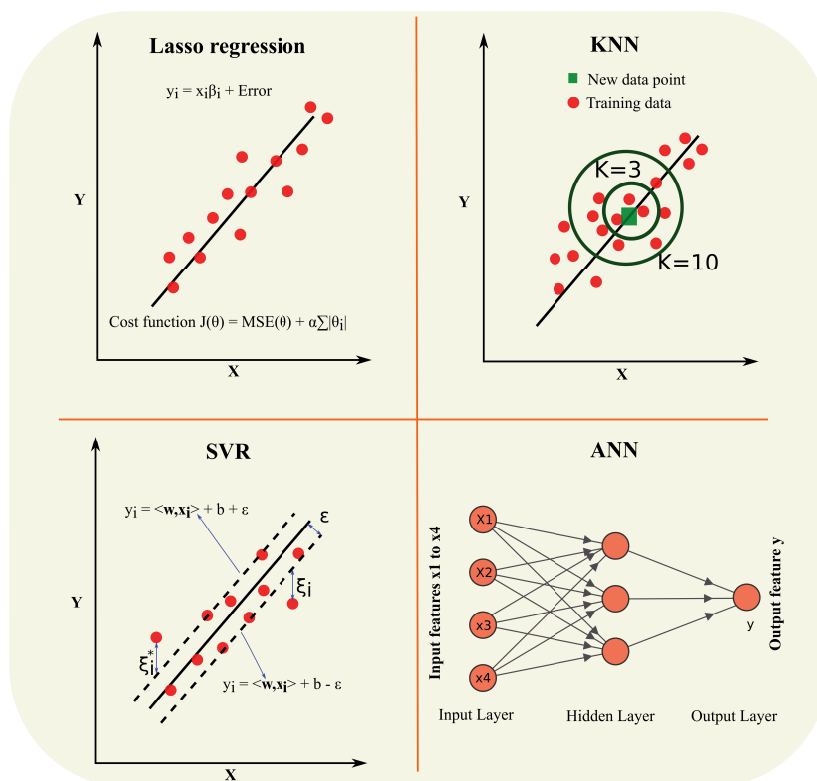 Lasso regression
Y
yi = xiβi + Error
Cost function J(θ) = MSE(θ) + α∑|θi|
X
KNN
New data point
Training data
Y
K=3
K=10
X
SVR
yi = <w,xi> + b + ε
ε
Y
ξi
ξi*
yi = <w,xi> + b - ε
X
ANN
Input features x1 to x4
X1
X2
x3
x4
y
Output feature y
Input Layer
Hidden Layer
Output Layer